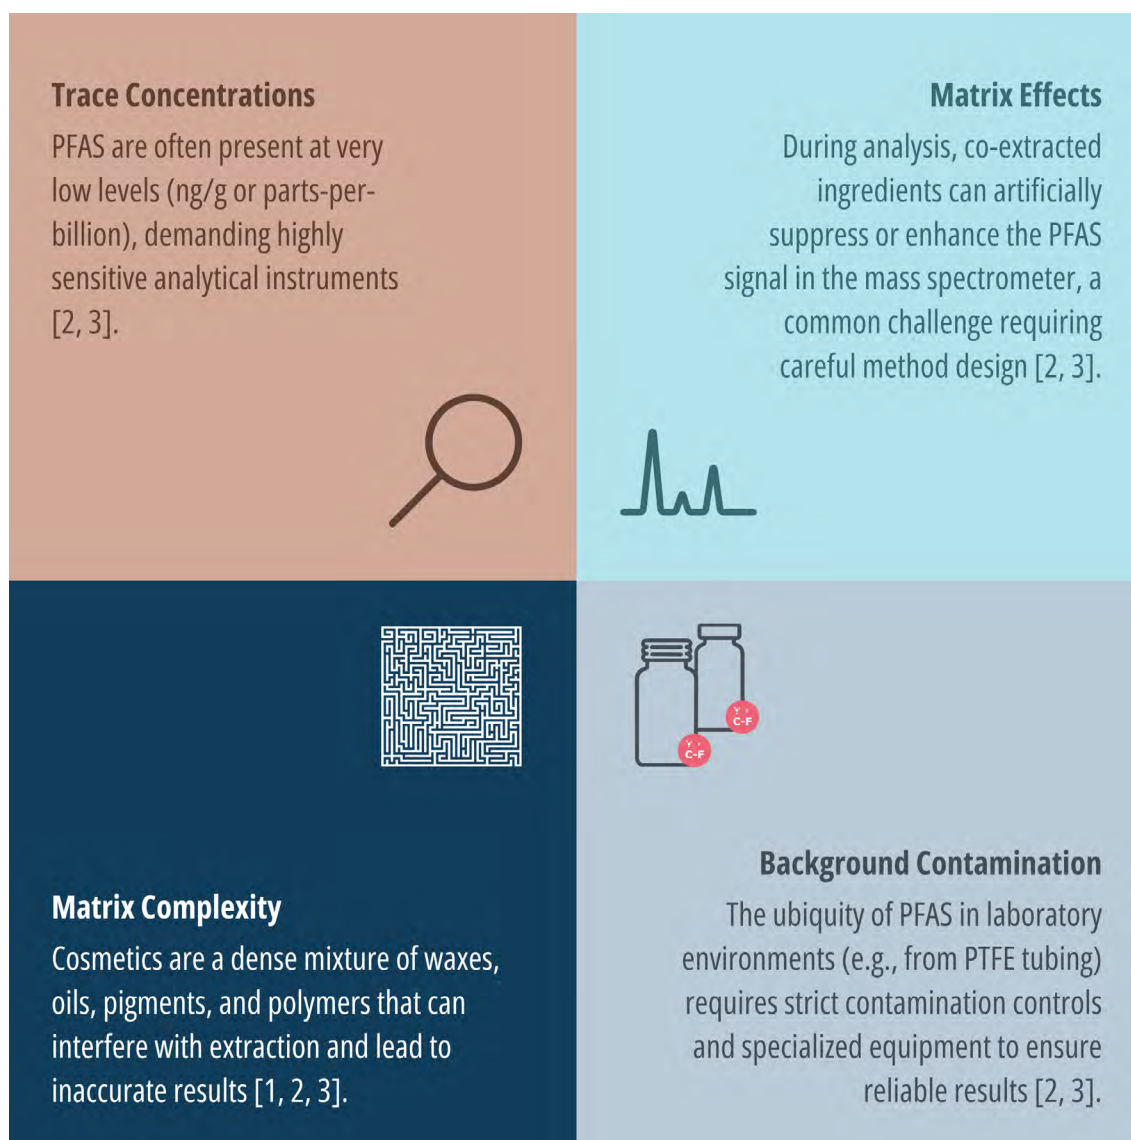 Trace Concentrations
PFAS are often present at very
low levels (ng/g or parts-per-
billion), demanding highly
sensitive analytical instruments
[2, 3].
Matrix Effects
During analysis, co-extracted
ingredients can artificially
suppress or enhance the PFAS
signal in the mass spectrometer, a
common challenge requiring
careful method design [2, 3].
Matrix Complexity
Cosmetics are a dense mixture of waxes,
oils, pigments, and polymers that can
interfere with extraction and lead to
inaccurate results [1, 2, 3].
C-F
C-F
Background Contamination
The ubiquity of PFAS in laboratory
environments (e.g., from PTFE tubing)
requires strict contamination controls
and specialized equipment to ensure
reliable results [2, 3].